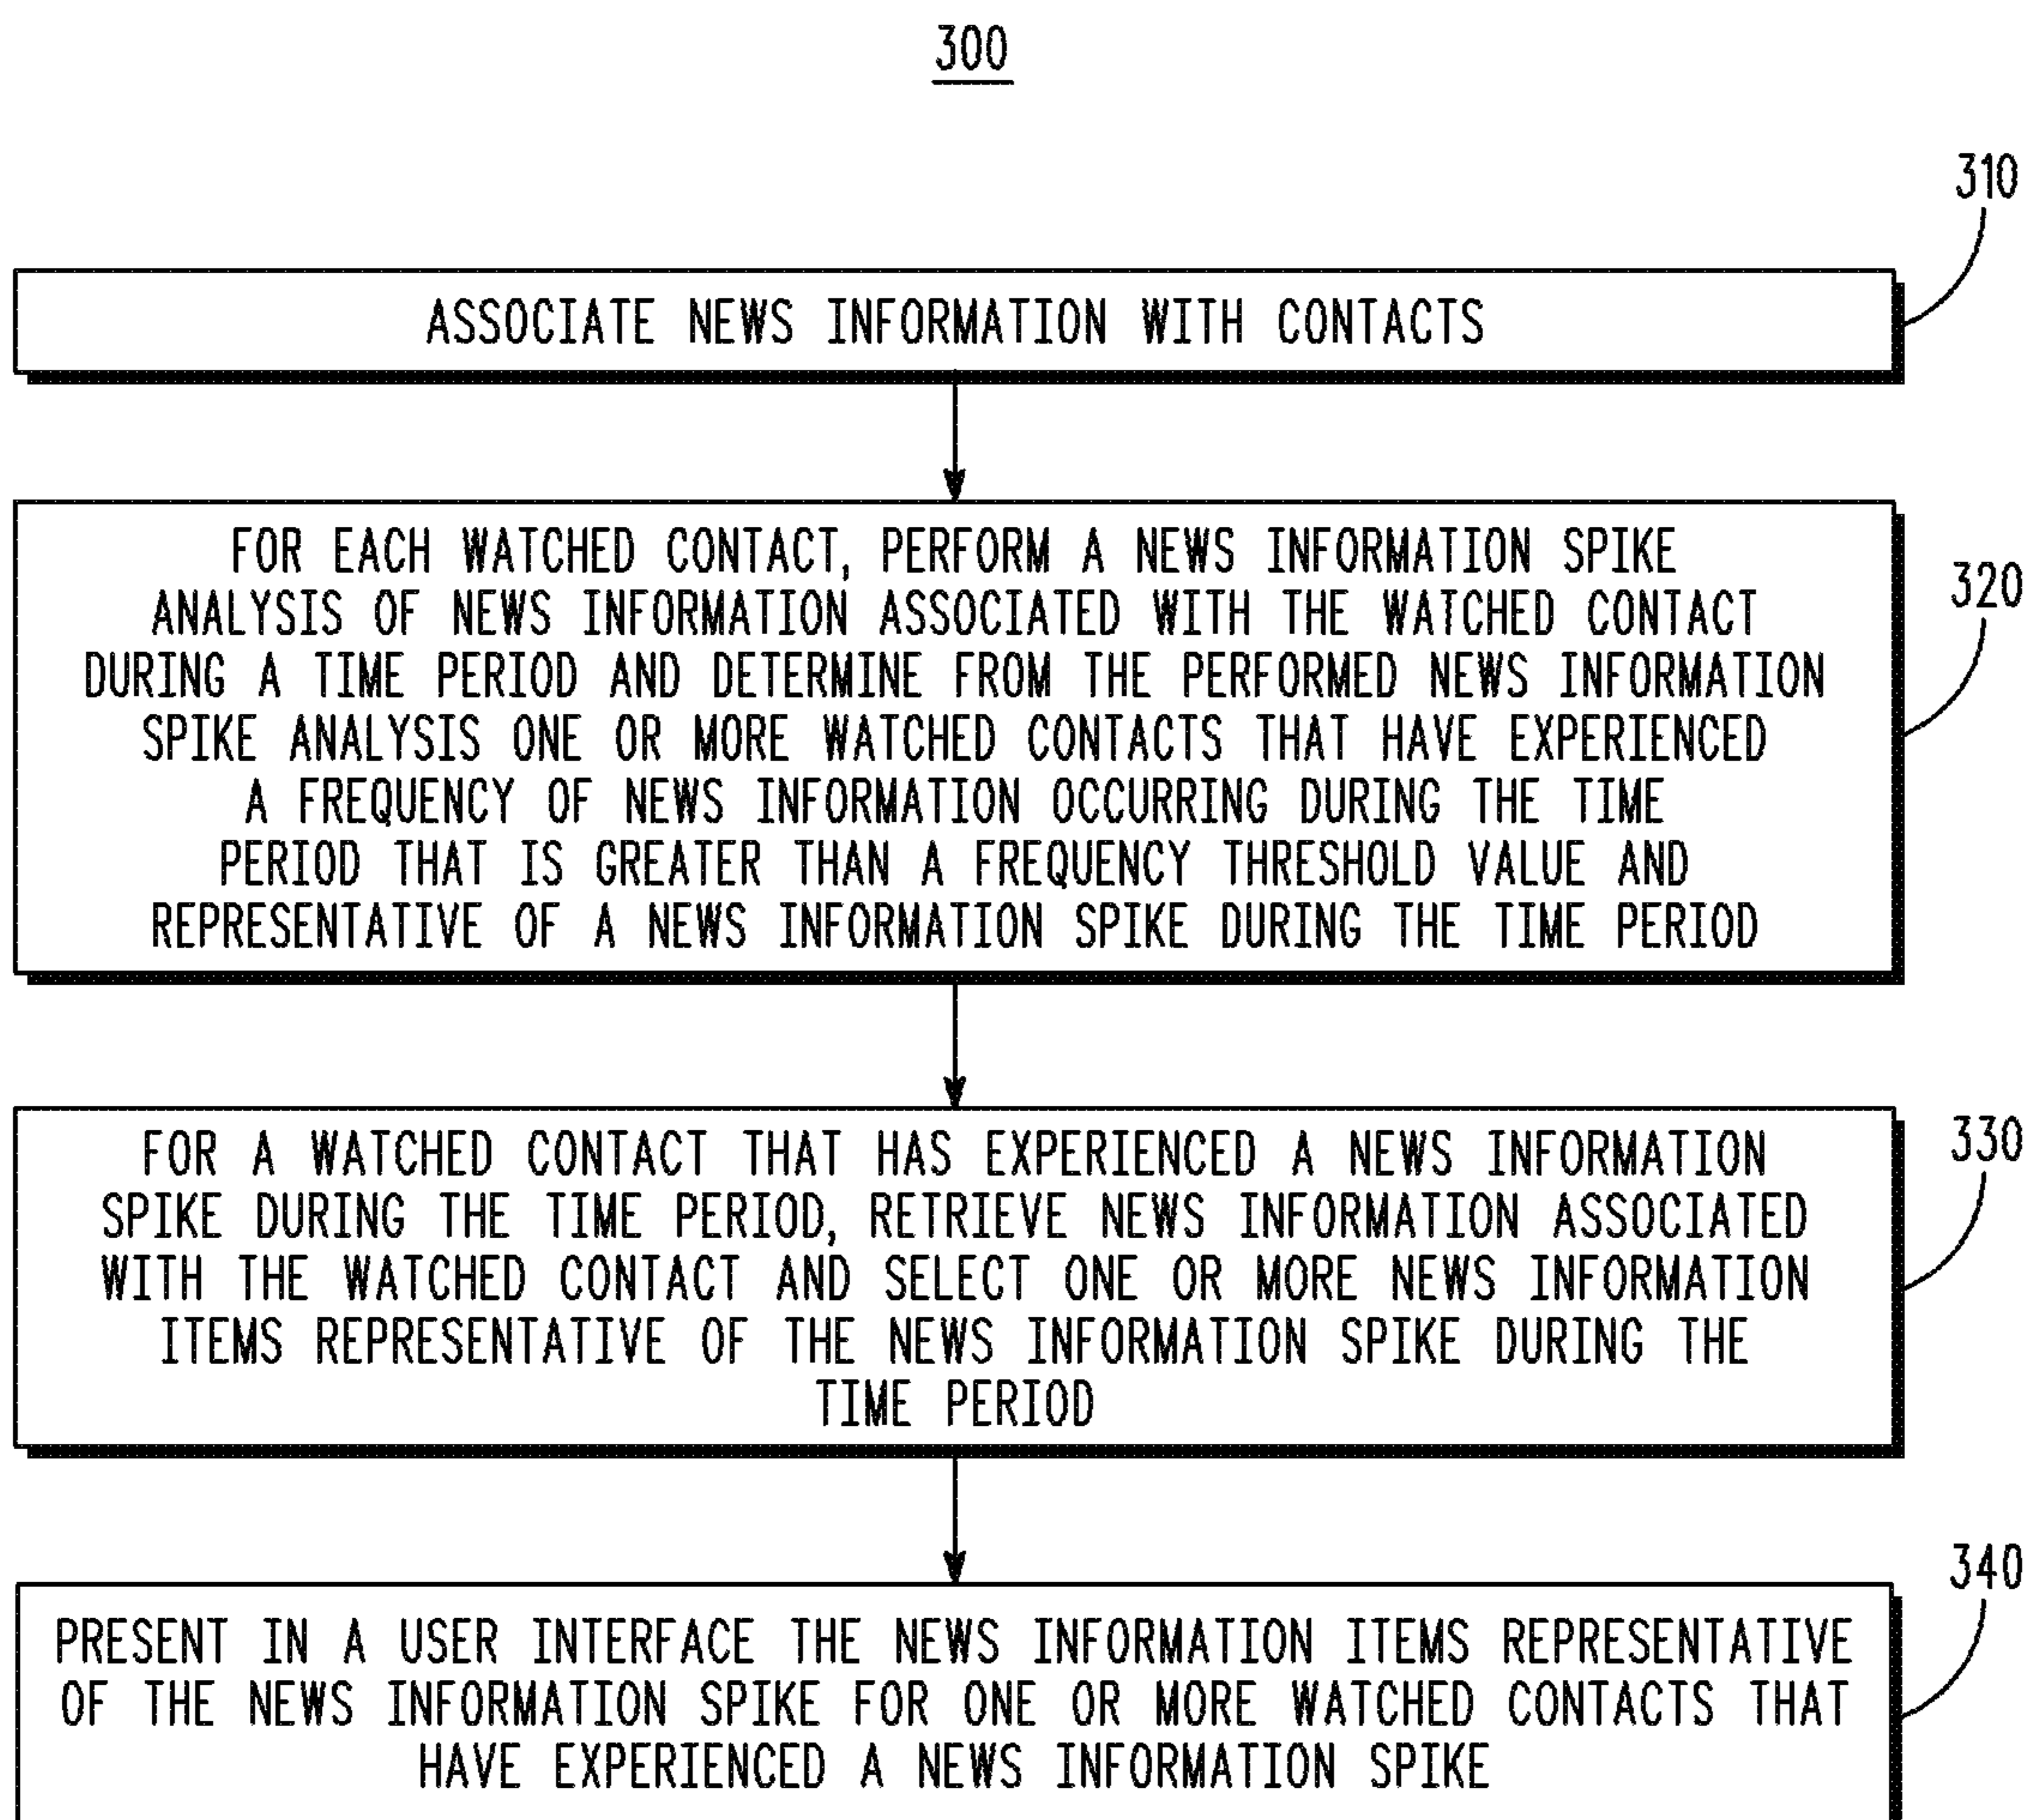 300
310
ASSOCIATE NEWS INFORMATION WITH CONTACTS
320
FOR EACH WATCHED CONTACT, PERFORM A NEWS INFORMATION SPIKE
ANALYSIS OF NEWS INFORMATION ASSOCIATED WITH THE WATCHED CONTACT
DURING A TIME PERIOD AND DETERMINE FROM THE PERFORMED NEWS INFORMATION
SPIKE ANALYSIS ONE OR MORE WATCHED CONTACTS THAT HAVE EXPERIENCED
A FREQUENCY OF NEWS INFORMATION OCCURRING DURING THE TIME
PERIOD THAT IS GREATER THAN A FREQUENCY THRESHOLD VALUE AND
REPRESENTATIVE OF A NEWS INFORMATION SPIKE DURING THE TIME PERIOD
330
FOR A WATCHED CONTACT THAT HAS EXPERIENCED A NEWS INFORMATION
SPIKE DURING THE TIME PERIOD, RETRIEVE NEWS INFORMATION ASSOCIATED
WITH THE WATCHED CONTACT AND SELECT ONE OR MORE NEWS INFORMATION
ITEMS REPRESENTATIVE OF THE NEWS INFORMATION SPIKE DURING THE
TIME PERIOD
340
PRESENT IN A USER INTERFACE THE NEWS INFORMATION ITEMS REPRESENTATIVE
OF THE NEWS INFORMATION SPIKE FOR ONE OR MORE WATCHED CONTACTS THAT
HAVE EXPERIENCED A NEWS INFORMATION SPIKE